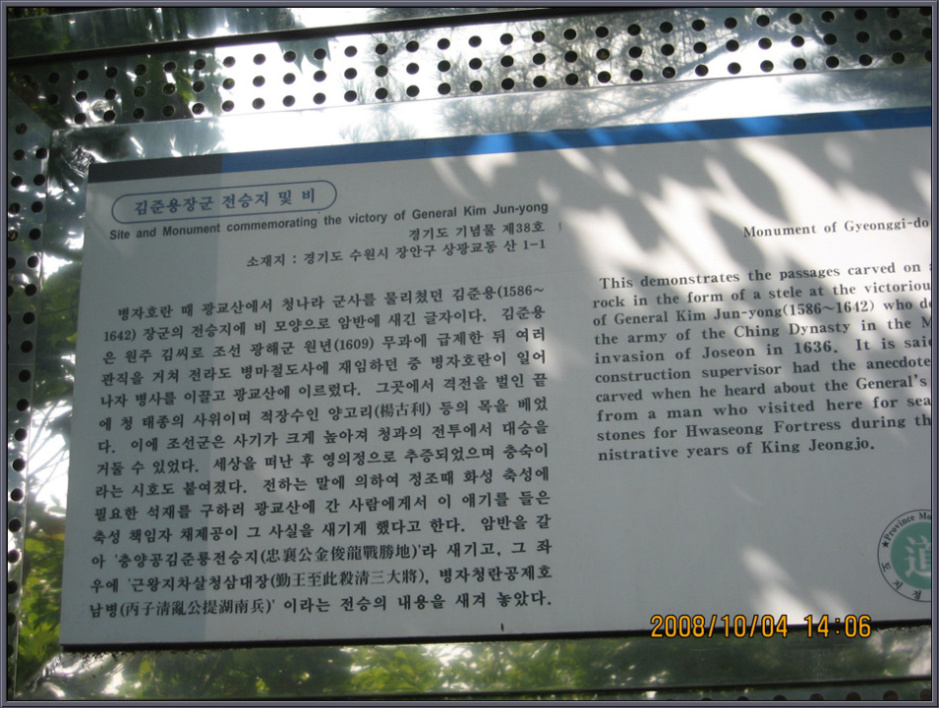 김준용장군 전승지 및 비
Site and Monument commemorating the victory of General Kim Jun-yong
경기도 기념물 제38호
소재지 : 경기도 수원시 장안구 상광교동 산 1-1
병자호란 때 광교산에서 청나라 군사를 물리쳤던 김준용(1586~
1642) 장군의 전승지에 비 모양으로 암반에 새긴 글자이다. 김준용
은 원주 김씨로 조선 광해군 원년(1609) 무과에 급제한 뒤 여러
관직을 거쳐 전라도 병마절도사에 재임하던 중 병자호란이 일어
나자 병사를 이끌고 광교산에 이르렀다. 그곳에서 격전을 벌인 끝
에 청 태종의 사위이며 적장수인 양고리(楊古利) 등의 목을 베었
다. 이에 조선군은 사기가 크게 높아져 청과의 전투에서 대승을
거둘 수 있었다. 세상을 떠난 후 영의정으로 추증되었으며 충숙이
라는 시호도 붙여졌다. 전하는 말에 의하여 정조때 화성 축성에
필요한 석재를 구하러 광교산에 간 사람에게서 이 얘기를 들은
축성 책임자 채제공이 그 사실을 새기게 했다고 한다. 암반을 갈
아 '충양공김준룡전승지(忠襄公金俊龍戰勝地)'라 새기고, 그 좌
우에 '근왕지차살청삼대장(勤王至此殺淸三大將), 병자청란공제호
남병(丙子淸亂公提湖南兵)' 이라는 전승의 내용을 새겨 놓았다.
Monument of Gyeonggi-do
This demonstrates the passages carved on
rock in the form of a stele at the
of General Kim Jun-yong(1586~1642) who
the army of the Ching Dynasty in the
invasion of Joseon in 1636. It is
construction supervisor had the
carved when he heard about the General's
from a man who visited here for
stones for Hwaseong Fortress during
nistrative years of King Jeongjo.
★Province
道
도 지 정
2008/10/04 14:06